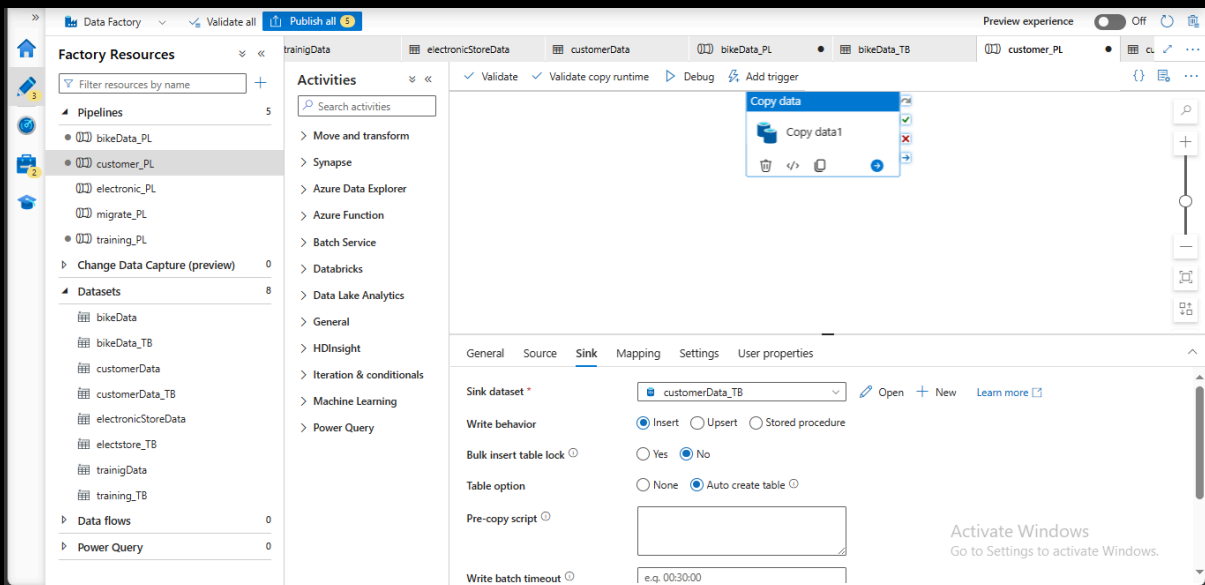 Data Factory
Validate all
Publish all 5
Preview experience
Off
Factory Resources
Filter resources by name
Pipelines 5
bikeData_PL
customer_PL
electronic_PL
migrate_PL
training_PL
Change Data Capture (preview) 0
Datasets 8
bikeData
bikeData_TB
customerData
customerData_TB
electronicStoreData
electstore_TB
trainigData
training_TB
Data flows 0
Power Query 0
3
2
trainigData
electronicStoreData
customerData
bikeData_PL
bikeData_TB
customer_PL
Activities
Search activities
Move and transform
Synapse
Azure Data Explorer
Azure Function
Batch Service
Databricks
Data Lake Analytics
General
HDInsight
Iteration & conditionals
Machine Learning
Power Query
Validate
Validate copy runtime
Debug
Add trigger
Copy data
Copy data1
General Source Sink Mapping Settings User properties
Sink dataset * customerData_TB Open New Learn more
Write behavior Insert Upsert Stored procedure
Bulk insert table lock Yes No
Table option None Auto create table
Pre-copy script
Write batch timeout e.g. 00:30:00
Activate Windows
Go to Settings to activate Windows.